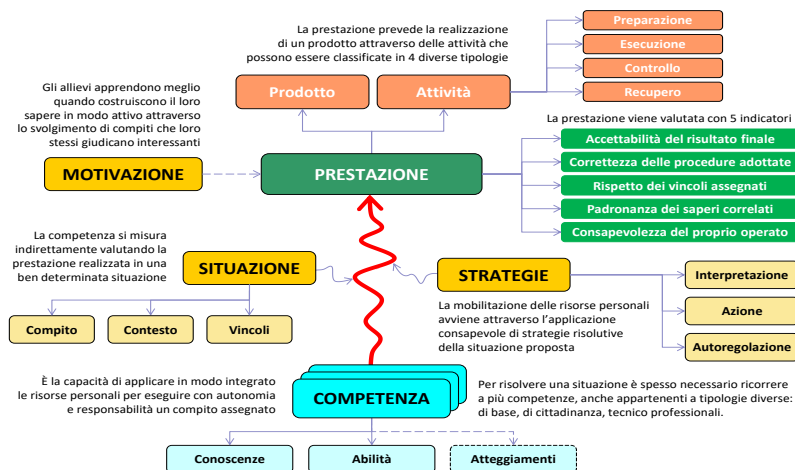 La prestazione prevede la realizzazione
di un prodotto attraverso delle attività che
possono essere classificate in 4 diverse tipologie
Preparazione
Esecuzione
Controllo
Recupero
Prodotto
Attività
Gli allievi apprendono meglio
quando costruiscono il loro
sapere in modo attivo attraverso
lo svolgimento di compiti che loro
stessi giudicano interessanti
MOTIVAZIONE
PRESTAZIONE
La prestazione viene valutata con 5 indicatori
Accettabilità del risultato finale
Correttezza delle procedure adottate
Rispetto dei vincoli assegnati
Padronanza dei saperi correlati
Consapevolezza del proprio operato
La competenza si misura
indirettamente valutando la
prestazione realizzata in una
ben determinata situazione
SITUAZIONE
Compito
Contesto
Vincoli
STRATEGIE
La mobilitazione delle risorse personali
avviene attraverso l'applicazione
consapevole di strategie risolutive
della situazione proposta
Interpretazione
Azione
Autoregolazione
È la capacità di applicare in modo integrato
le risorse personali per eseguire con autonomia
e responsabilità un compito assegnato
COMPETENZA
Per risolvere una situazione è spesso necessario ricorrere
a più competenze, anche appartenenti a tipologie diverse:
di base, di cittadinanza, tecnico professionali.
Conoscenze
Abilità
Atteggiamenti